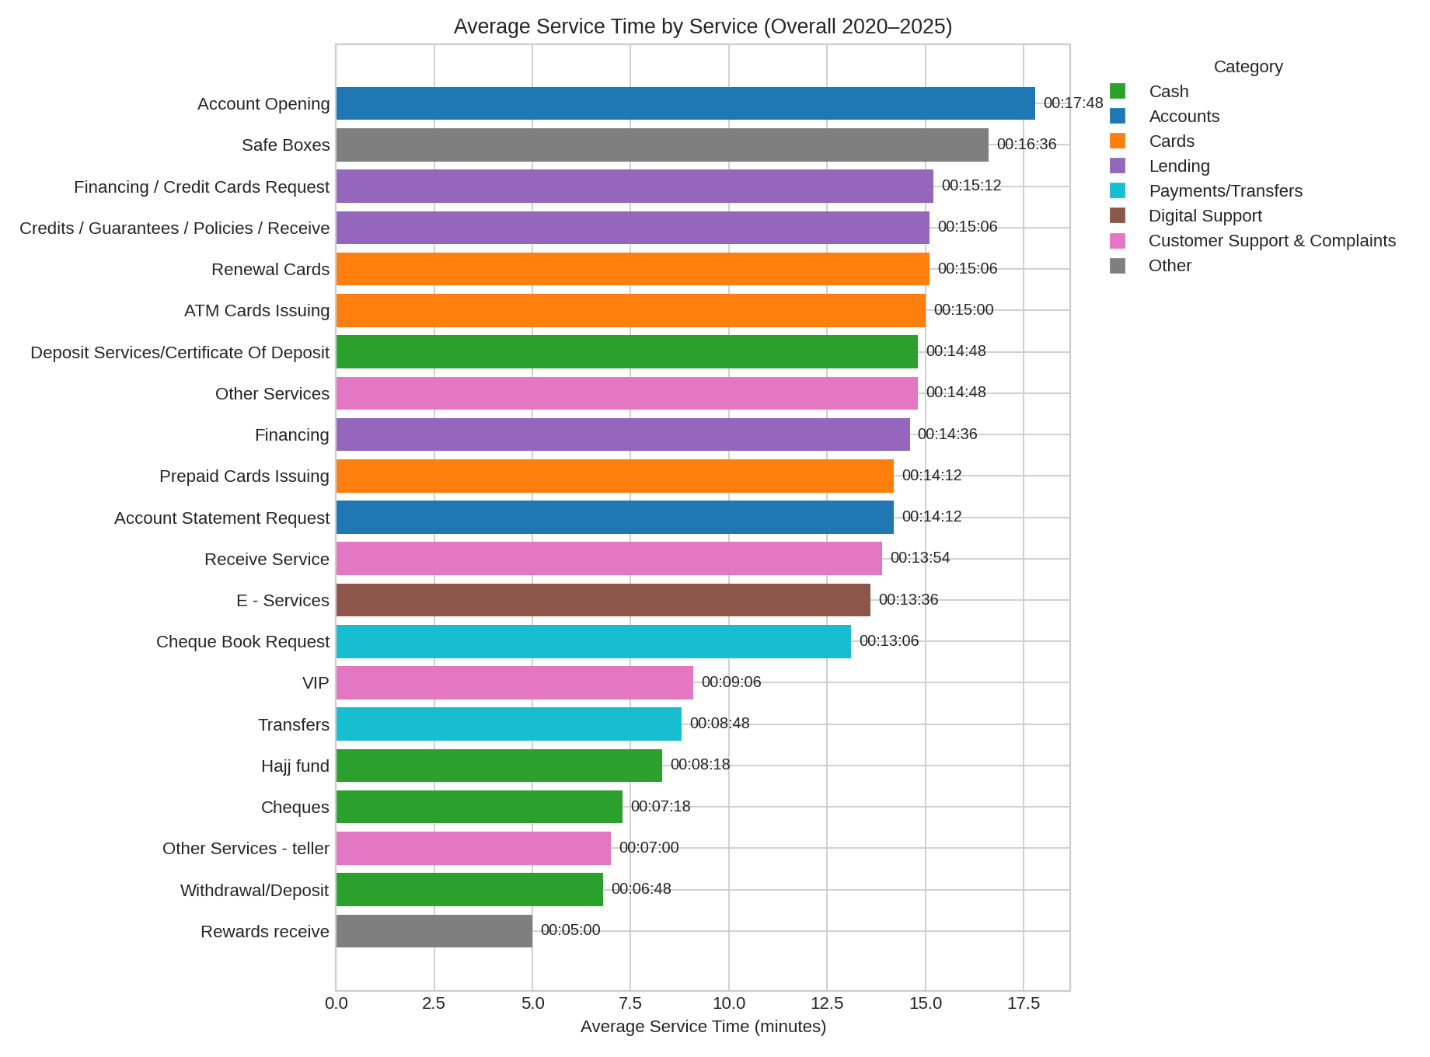 Average Service Time by Service (Overall 2020–2025)
Account Opening 00:17:48
Safe Boxes 00:16:36
Financing / Credit Cards Request 00:15:12
Credits / Guarantees / Policies / Receive 00:15:06
Renewal Cards 00:15:06
ATM Cards Issuing 00:15:00
Deposit Services/Certificate Of Deposit 00:14:48
Other Services 00:14:48
Financing 00:14:36
Prepaid Cards Issuing 00:14:12
Account Statement Request 00:14:12
Receive Service 00:13:54
E - Services 00:13:36
Cheque Book Request 00:13:06
VIP 00:09:06
Transfers 00:08:48
Hajj fund 00:08:18
Cheques 00:07:18
Other Services - teller 00:07:00
Withdrawal/Deposit 00:06:48
Rewards receive 00:05:00
0.0 2.5 5.0 7.5 10.0 12.5 15.0 17.5
Average Service Time (minutes)
Category
Cash
Accounts
Cards
Lending
Payments/Transfers
Digital Support
Customer Support & Complaints
Other